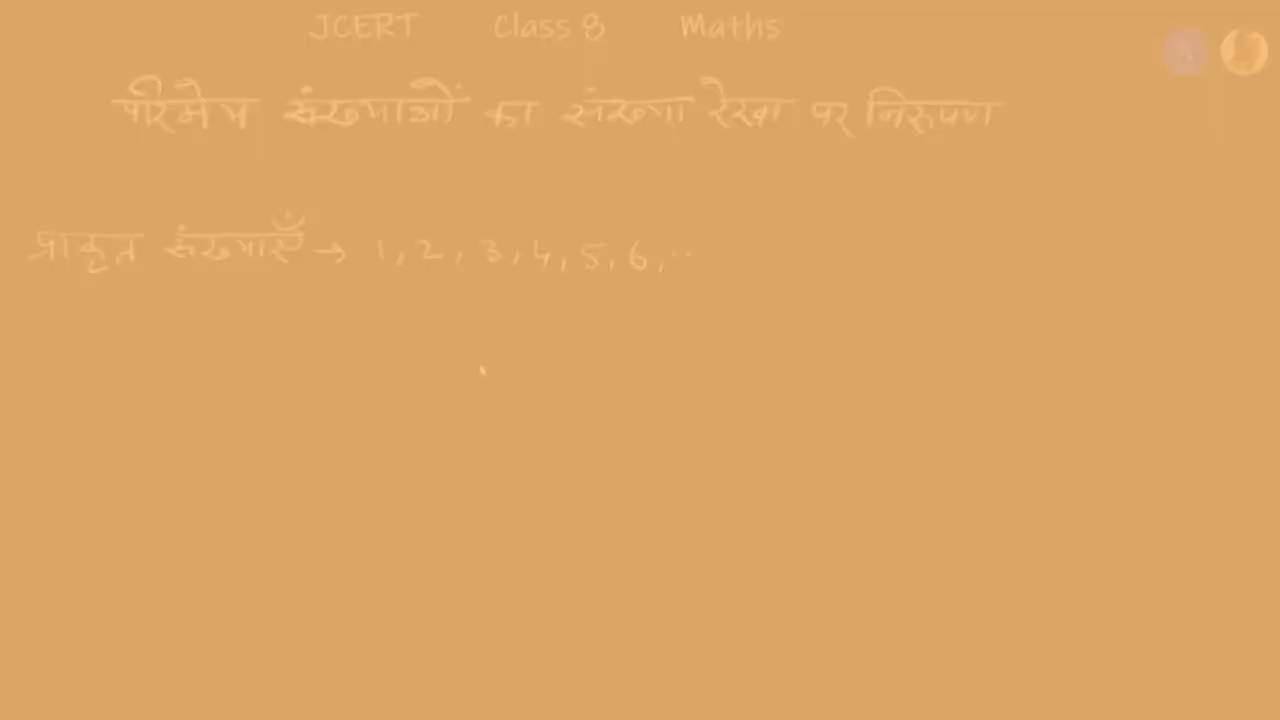 JCERT Class 8 Maths
परिमेय संख्याओं का संख्या रेखा पर निरूपण
प्राकृत संख्याएँ → 1, 2, 3, 4, 5, 6, ..